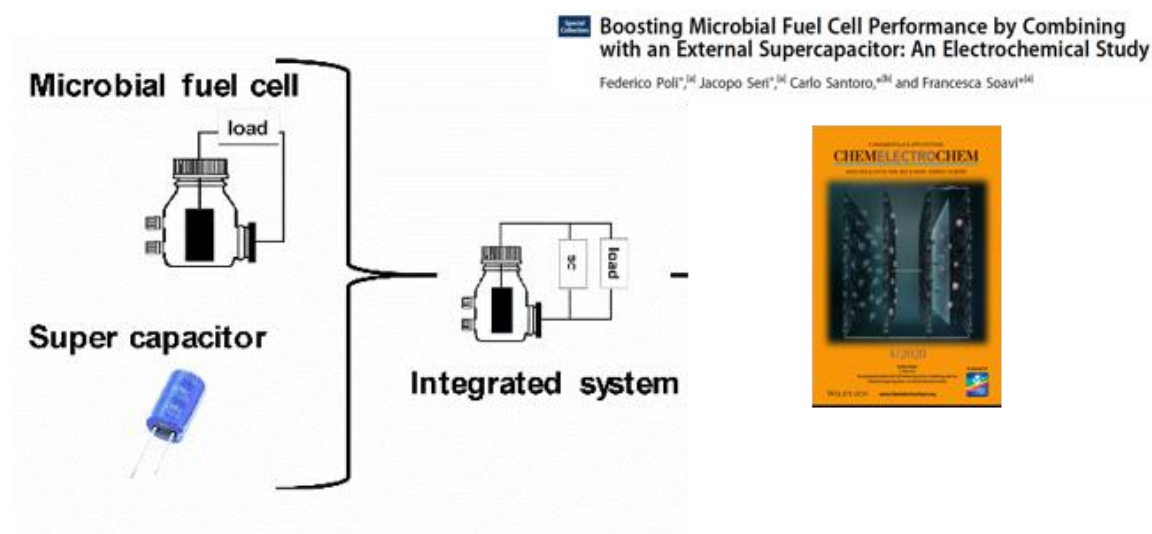 Special
Collection
Boosting Microbial Fuel Cell Performance by Combining
with an External Supercapacitor: An Electrochemical Study
Federico Poli⁺,[a] Jacopo Seri⁺,[a] Carlo Santoro,*[b] and Francesca Soavi*[a]
Microbial fuel cell
load
Super capacitor
sc
load
Integrated system
CHEMELECTROCHEM
4/2020
WILEY-VCH